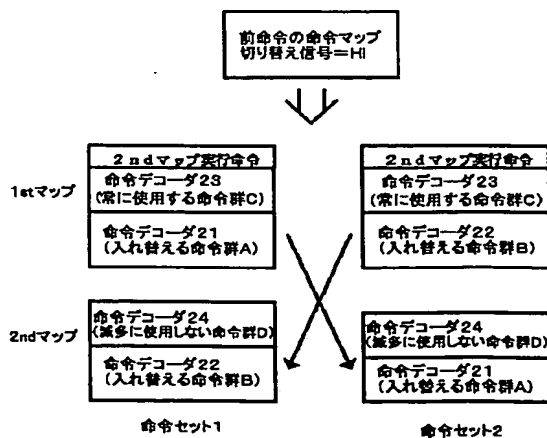 前命令の命令マップ
切り替え信号=HI
1stマップ
2ndマップ実行命令
命令デコーダ23
(常に使用する命令群C)
命令デコーダ21
(入れ替える命令群A)
2ndマップ実行命令
命令デコーダ23
(常に使用する命令群C)
命令デコーダ22
(入れ替える命令群B)
2ndマップ
命令デコーダ24
(滅多に使用しない命令群D)
命令デコーダ22
(入れ替える命令群B)
命令デコーダ24
(滅多に使用しない命令群D)
命令デコーダ21
(入れ替える命令群A)
命令セット1
命令セット2